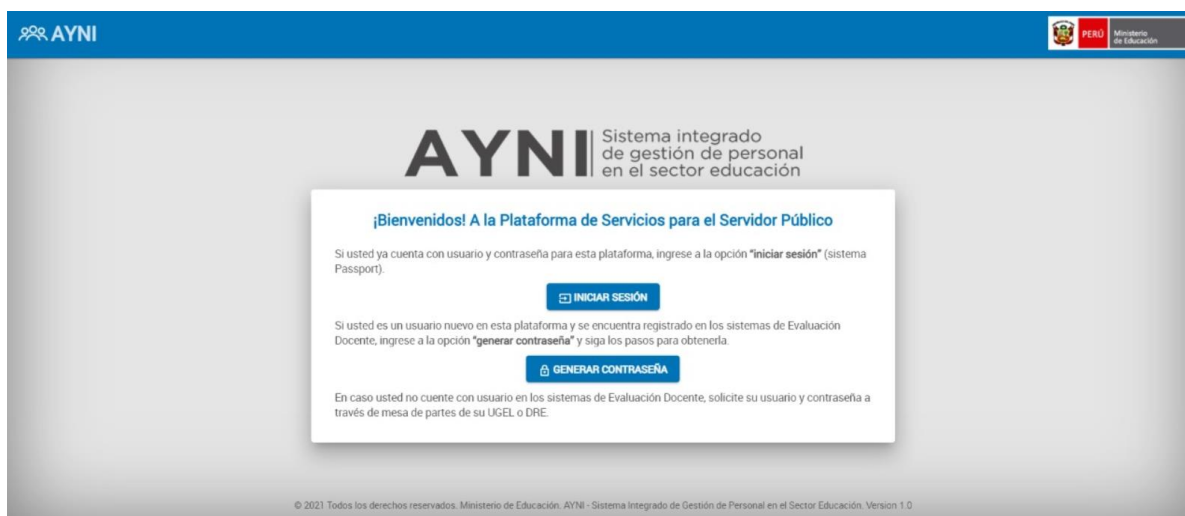 AYNI
PERÚ
Ministerio
de Educación
AYNI
Sistema integrado
de gestión de personal
en el sector educación
¡Bienvenidos! A la Plataforma de Servicios para el Servidor Público
Si usted ya cuenta con usuario y contraseña para esta plataforma, ingrese a la opción "iniciar sesión" (sistema
Passport).
INICIAR SESIÓN
Si usted es un usuario nuevo en esta plataforma y se encuentra registrado en los sistemas de Evaluación
Docente, ingrese a la opción "generar contraseña" y siga los pasos para obtenerla.
GENERAR CONTRASEÑA
En caso usted no cuente con usuario en los sistemas de Evaluación Docente, solicite su usuario y contraseña a
través de mesa de partes de su UGEL o DRE.
© 2021 Todos los derechos reservados. Ministerio de Educación. AYNI - Sistema Integrado de Gestión de Personal en el Sector Educación. Version 1.0